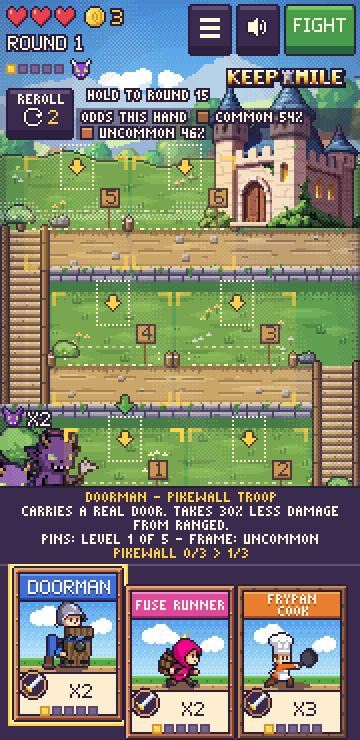 3
FIGHT
ROUND 1
KEEP MILE
HOLD TO ROUND 15
REROLL
2
ODDS THIS HAND COMMON 54%
UNCOMMON 46%
5
6
4
3
X2
1
2
DOORMAN - PIKEWALL TROOP
CARRIES A REAL DOOR. TAKES 30% LESS DAMAGE
FROM RANGED.
PINS: LEVEL 1 OF 5 - FRAME: UNCOMMON
PIKEWALL 0/3 > 1/3
DOORMAN
FUSE RUNNER
FRYPAN
COOK
X2
X2
X3